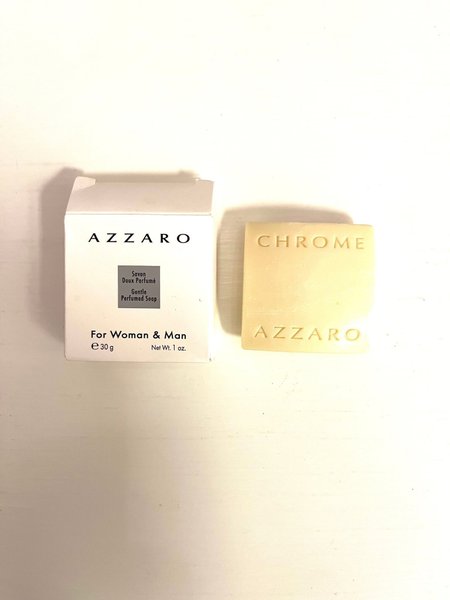 AZZARO
Savon
Doux Parfumé
Gentle
Perfumed Soap
For Woman & Man
℮ 30 g Net Wt. 1 oz.
CHROME
AZZARO